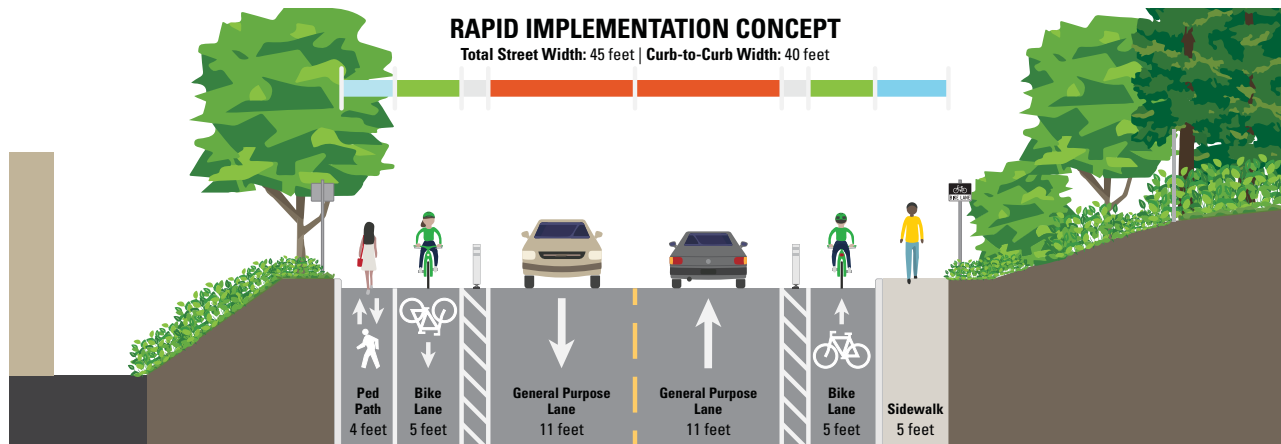 RAPID IMPLEMENTATION CONCEPT
Total Street Width: 45 feet | Curb-to-Curb Width: 40 feet
BIKE LANE
Ped
Path
4 feet
Bike
Lane
5 feet
General Purpose
Lane
11 feet
General Purpose
Lane
11 feet
Bike
Lane
5 feet
Sidewalk
5 feet